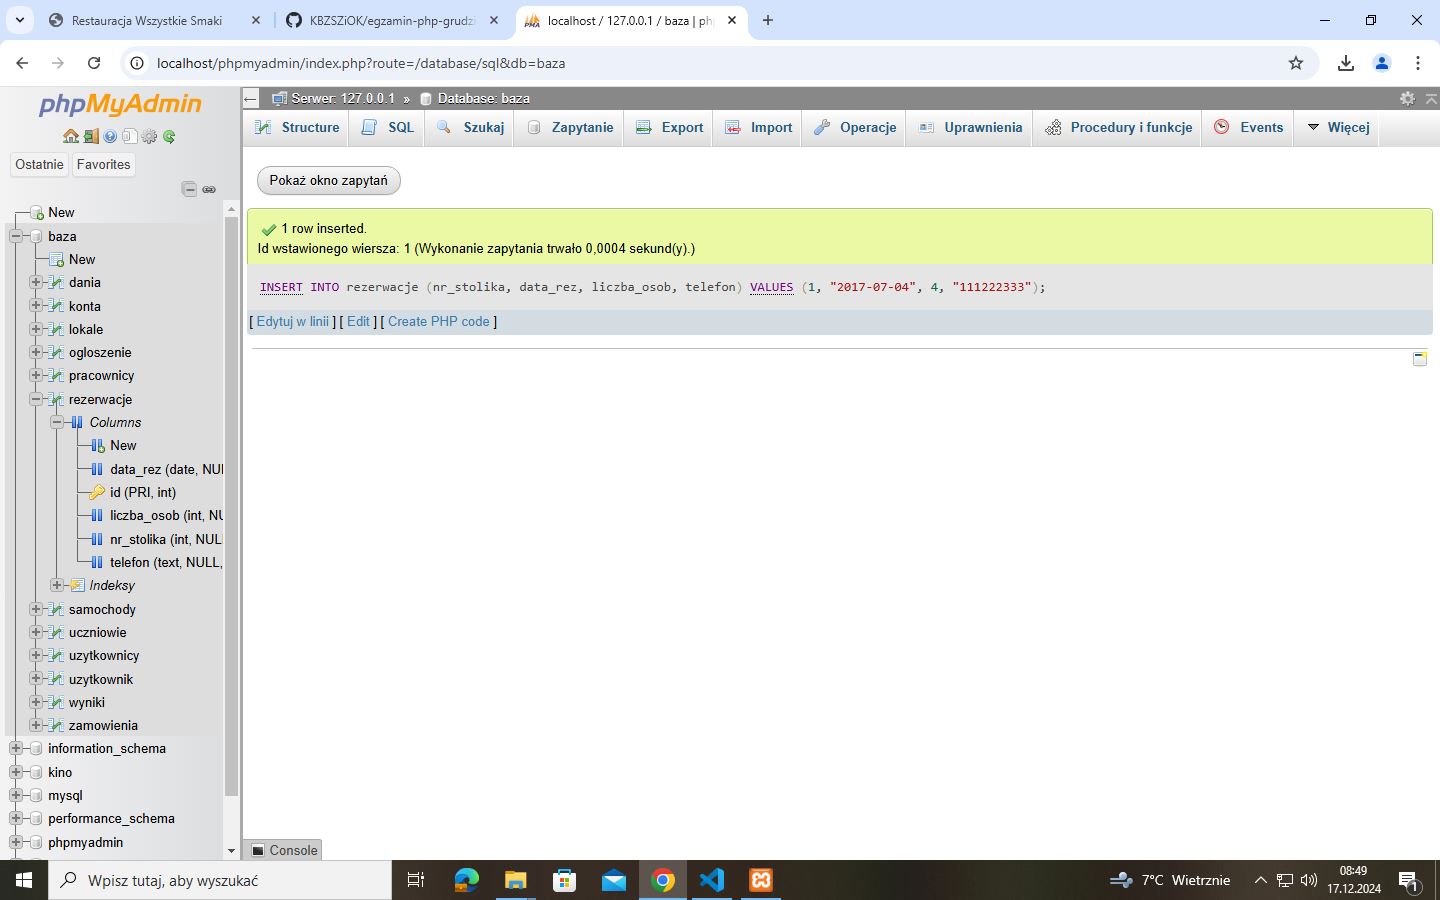 Restauracja Wszystkie Smaki
KBZSZiOK/egzamin-php-grudzi
localhost / 127.0.0.1 / baza | ph
localhost/phpmyadmin/index.php?route=/database/sql&db=baza
phpMyAdmin
Ostatnie
Favorites
New
baza
New
dania
konta
lokale
ogloszenie
pracownicy
rezerwacje
Columns
New
data_rez (date, NUI
id (PRI, int)
liczba_osob (int, NU
nr_stolika (int, NUL
telefon (text, NULL,
Indeksy
samochody
uczniowie
uzytkownicy
uzytkownik
wyniki
zamowienia
information_schema
kino
mysql
performance_schema
phpmyadmin
Serwer: 127.0.0.1 » Database: baza
Structure SQL Szukaj Zapytanie Export Import Operacje Uprawnienia Procedury i funkcje Events Więcej
Pokaż okno zapytań
1 row inserted.
Id wstawionego wiersza: 1 (Wykonanie zapytania trwało 0,0004 sekund(y).)
INSERT INTO rezerwacje (nr_stolika, data_rez, liczba_osob, telefon) VALUES (1, "2017-07-04", 4, "111222333");
[ Edytuj w linii ] [ Edit ] [ Create PHP code ]
Console
Wpisz tutaj, aby wyszukać
7°C Wietrznie
08:49
17.12.2024
1